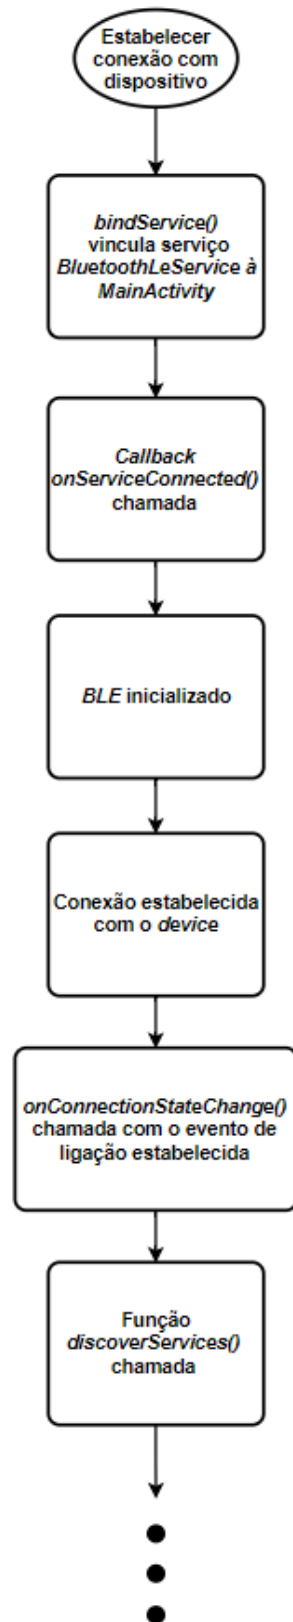 Estabelecer
conexão com
dispositivo
bindService()
vincula serviço
BluetoothLeService à
MainActivity
Callback
onServiceConnected()
chamada
BLE inicializado
Conexão estabelecida
com o device
onConnectionStateChange()
chamada com o evento de
ligação estabelecida
Função
discoverServices()
chamada